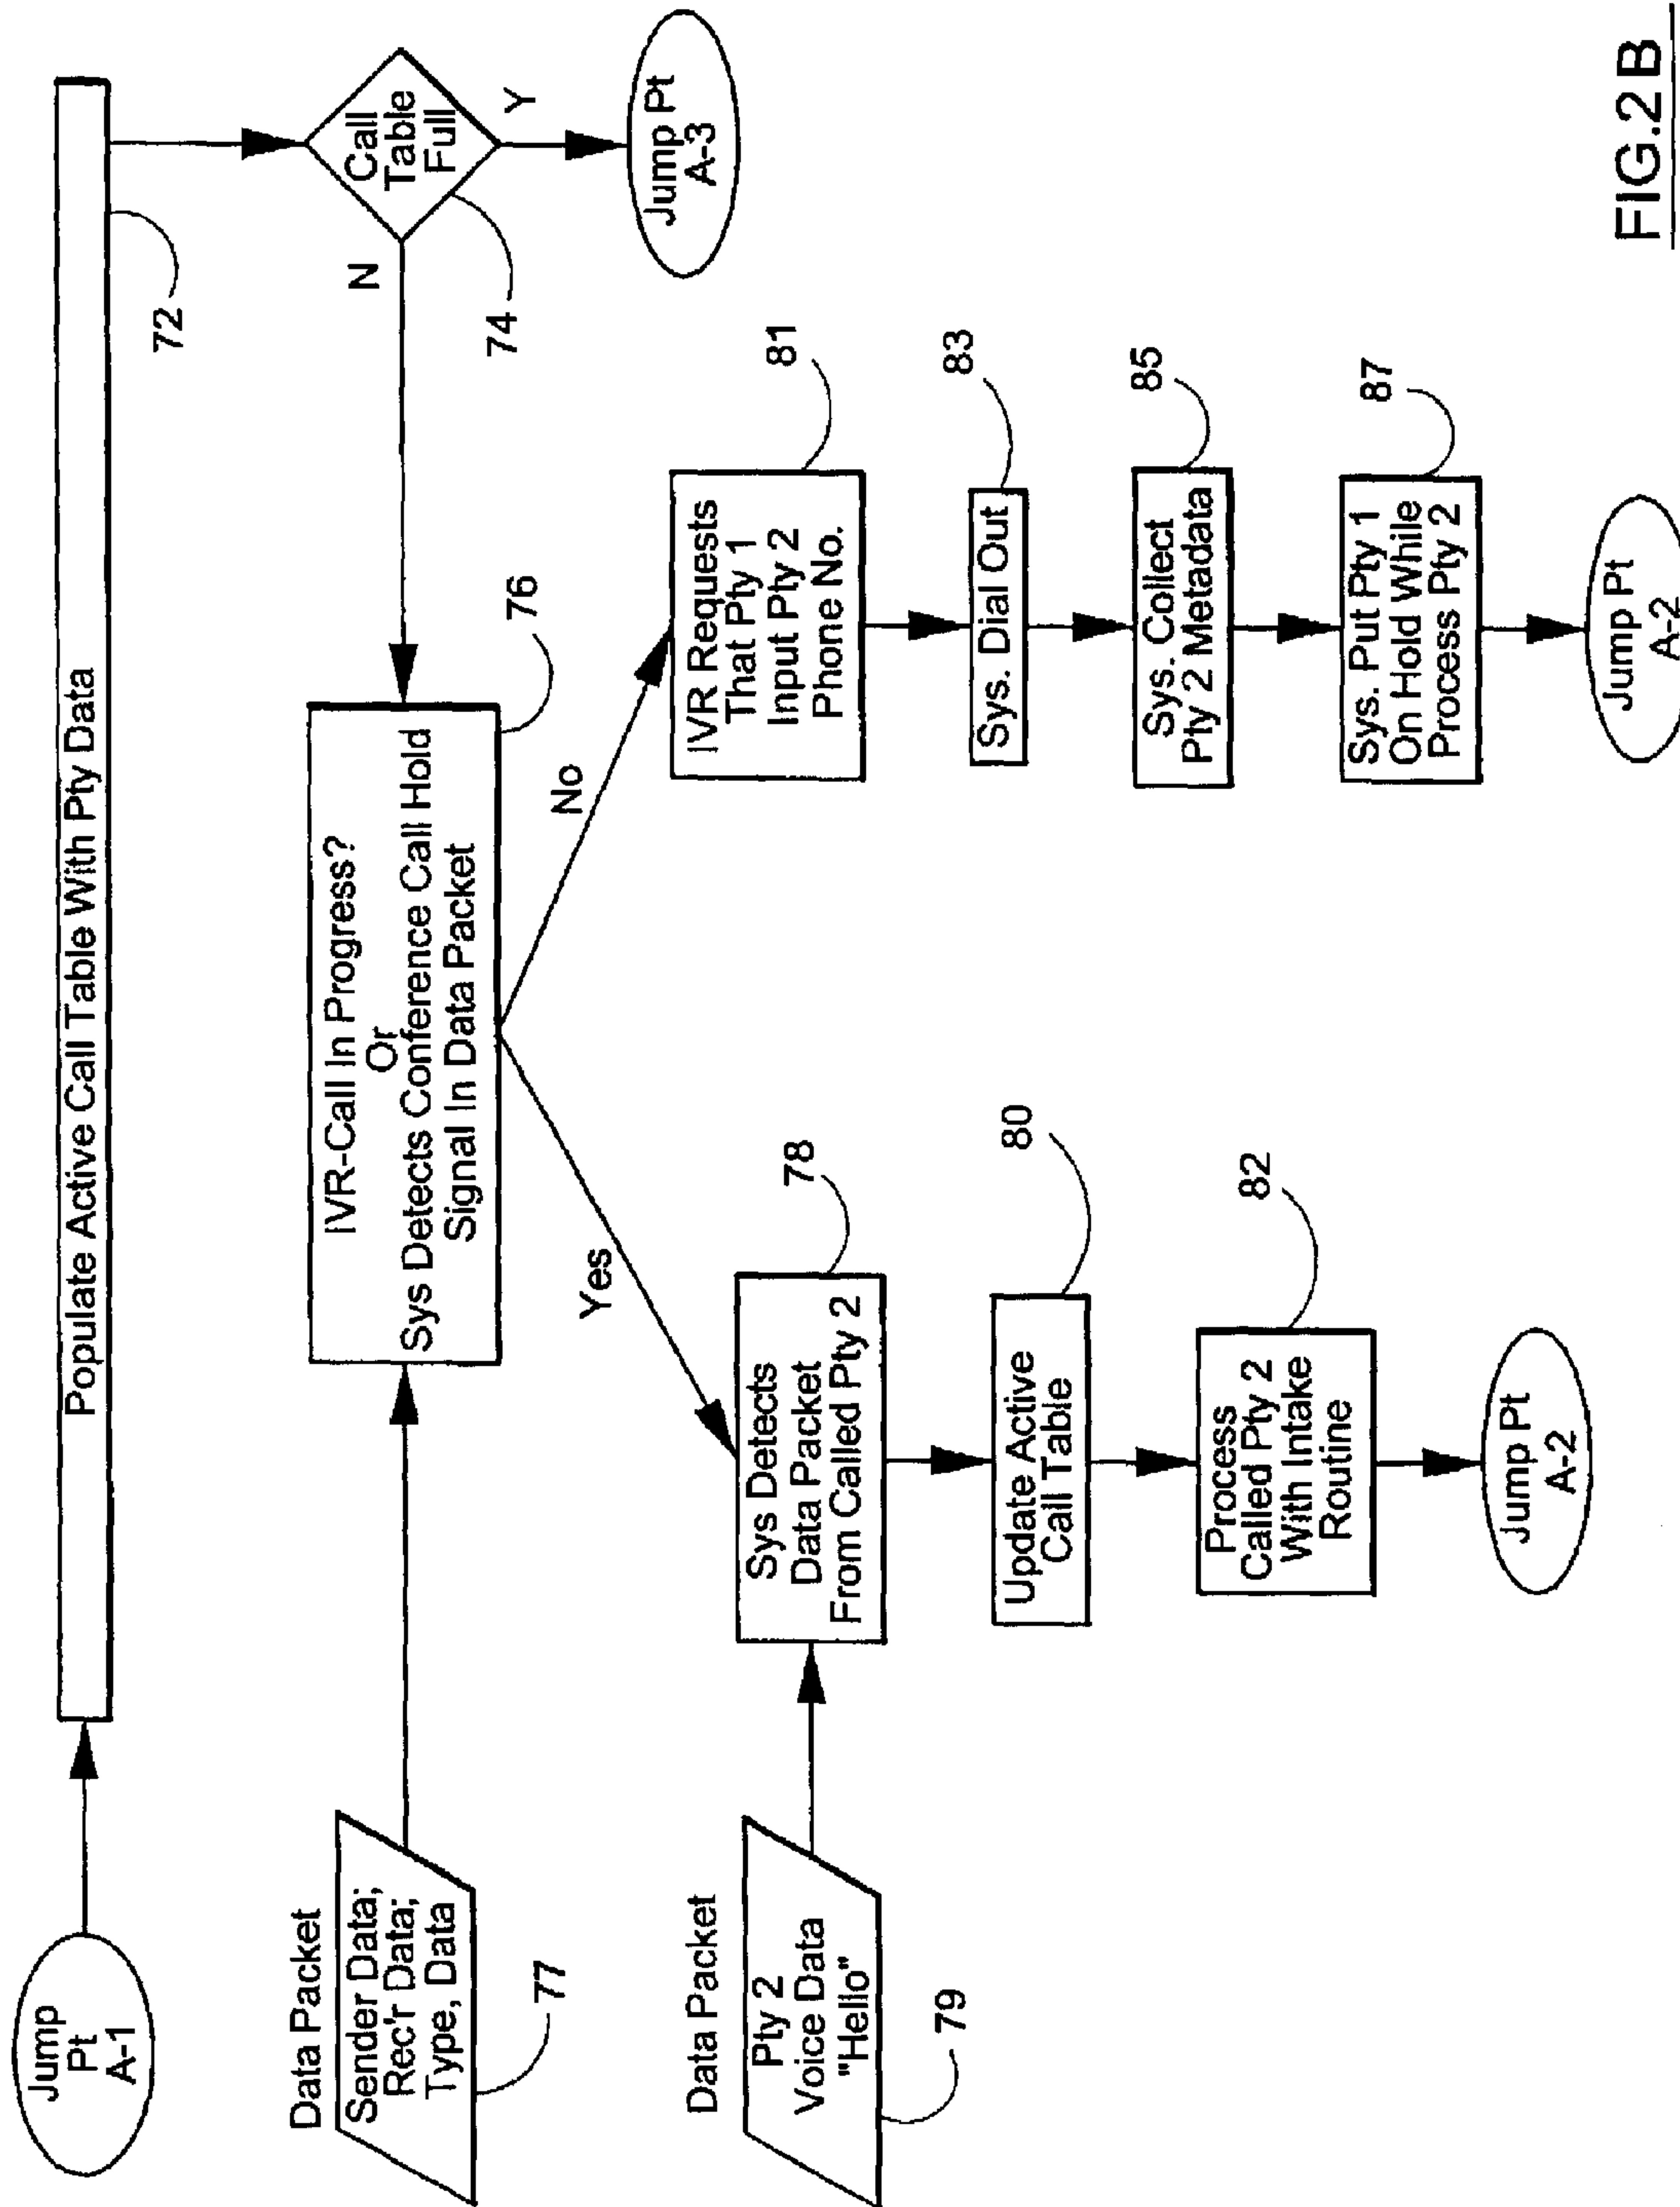 Jump
Pt
A-1
Populate Active Call Table With Pty Data
72
Call
Table
Full
74
N
Y
Jump Pt
A-3
Data Packet
Sender Data;
Rec'r Data;
Type, Data
77
IVR-Call In Progress?
Or
Sys Detects Conference Call Hold
Signal In Data Packet
76
Yes
No
Data Packet
Pty 2
Voice Data
"Hello"
79
Sys Detects
Data Packet
From Called Pty 2
78
Update Active
Call Table
80
Process
Called Pty 2
With Intake
Routine
82
Jump Pt
A-2
IVR Requests
That Pty 1
Input Pty 2
Phone No.
81
Sys. Dial Out
83
Sys. Collect
Pty 2 Metadata
85
Sys. Put Pty 1
On Hold While
Process Pty 2
87
Jump Pt
A-2
FIG.2B